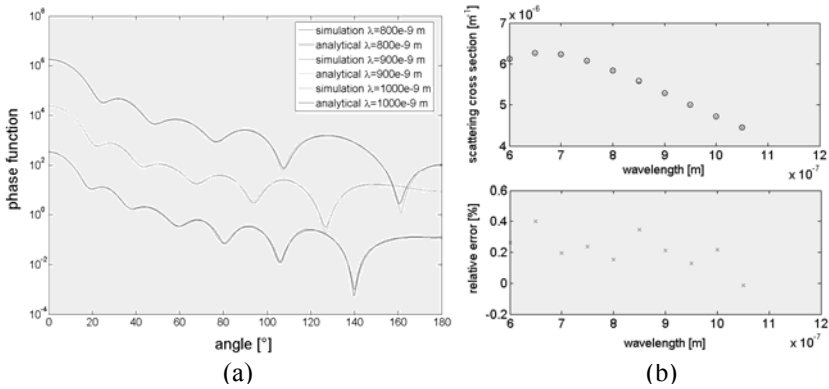 10^8
10^6
10^4
10^2
10^0
10^-2
10^-4
phase function
simulation λ=800e-9 m
analytical λ=800e-9 m
simulation λ=900e-9 m
analytical λ=900e-9 m
simulation λ=1000e-9 m
analytical λ=1000e-9 m
0 20 40 60 80 100 120 140 160 180
angle [°]
(a)
x 10^-6
7
6
5
4
scattering cross section [m^-1]
6 7 8 9 10 11 12
wavelength [m]
x 10^-7
0.6
0.4
0.2
0
-0.2
relative error [%]
6 7 8 9 10 11 12
wavelength [m]
x 10^-7
(b)